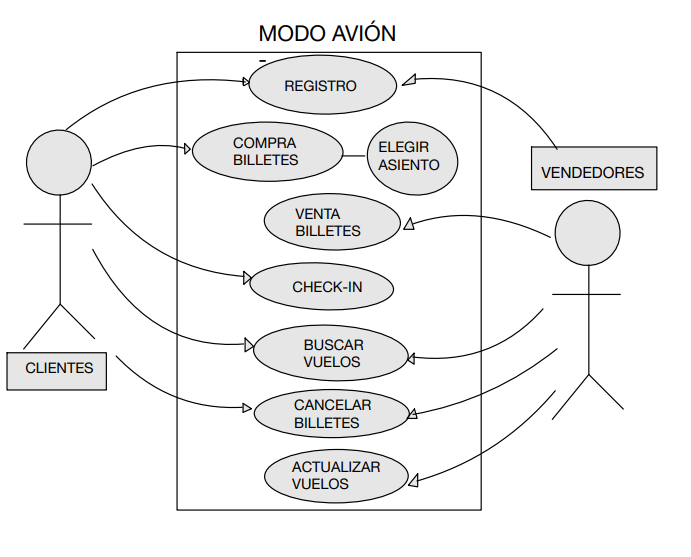 MODO AVIÓN
REGISTRO
COMPRA
BILLETES
ELEGIR
ASIENTO
VENDEDORES
VENTA
BILLETES
CHECK-IN
BUSCAR
VUELOS
CLIENTES
CANCELAR
BILLETES
ACTUALIZAR
VUELOS